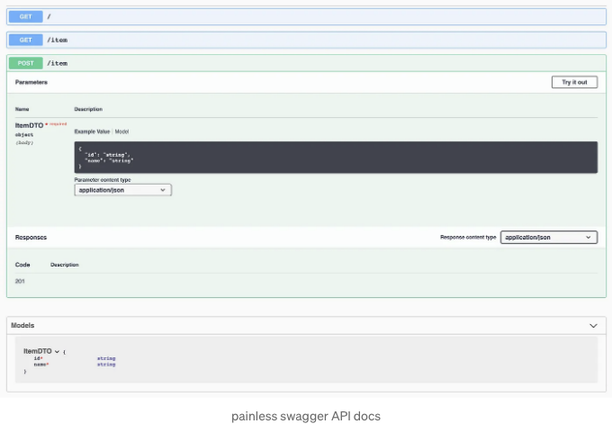 GET /
GET /item
POST /item
Parameters Try it out
Name Description
ItemDTO * required
object
(body)
Example Value | Model
{
"id": "string",
"name": "string"
}
Parameter content type
application/json
Responses Response content type application/json
Code Description
201
Models
ItemDTO {
id* string
name* string
}
painless swagger API docs